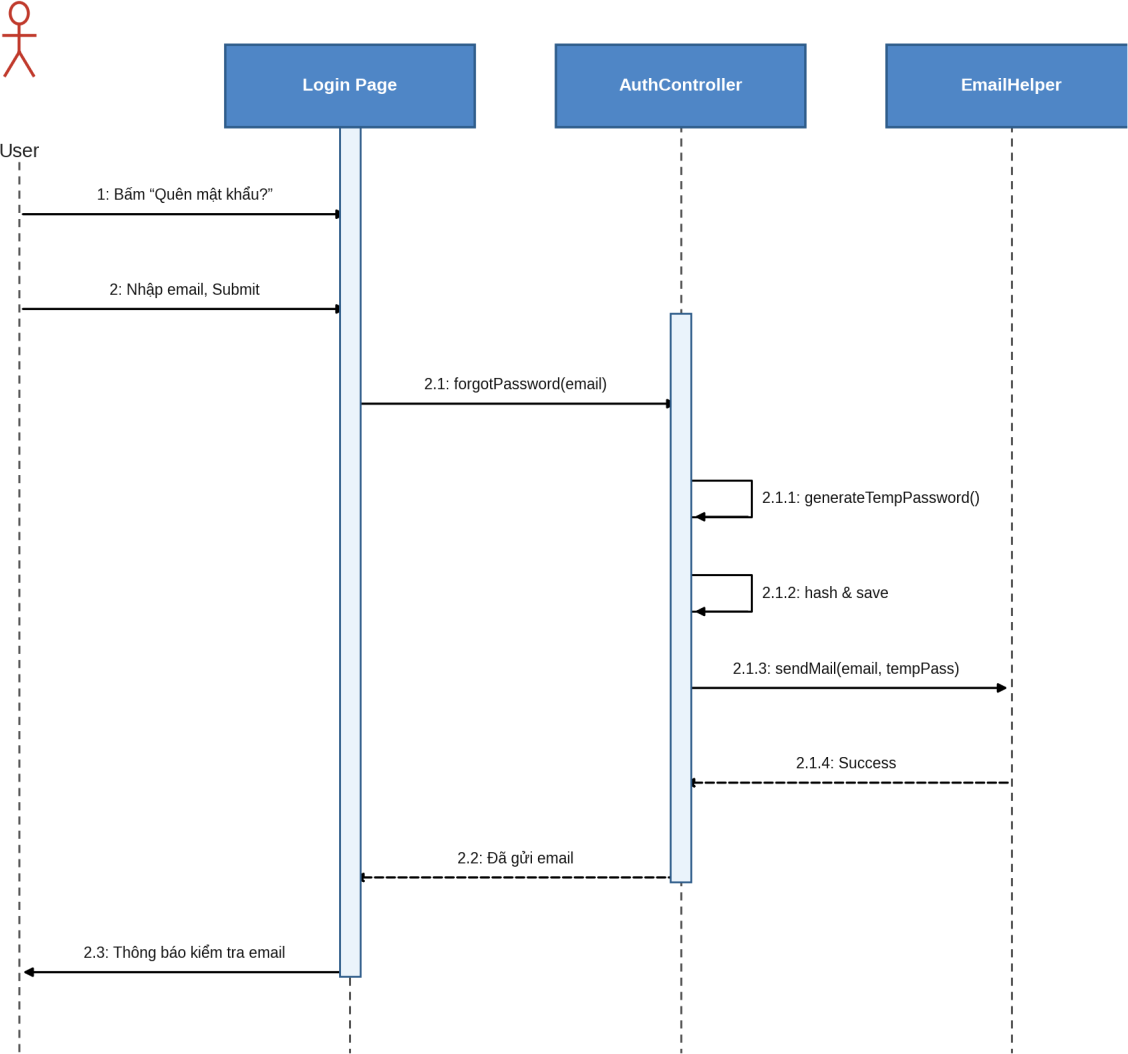 Login Page
AuthController
EmailHelper
User
1: Bấm “Quên mật khẩu?”
2: Nhập email, Submit
2.1: forgotPassword(email)
2.1.1: generateTempPassword()
2.1.2: hash & save
2.1.3: sendMail(email, tempPass)
2.1.4: Success
2.2: Đã gửi email
2.3: Thông báo kiểm tra email